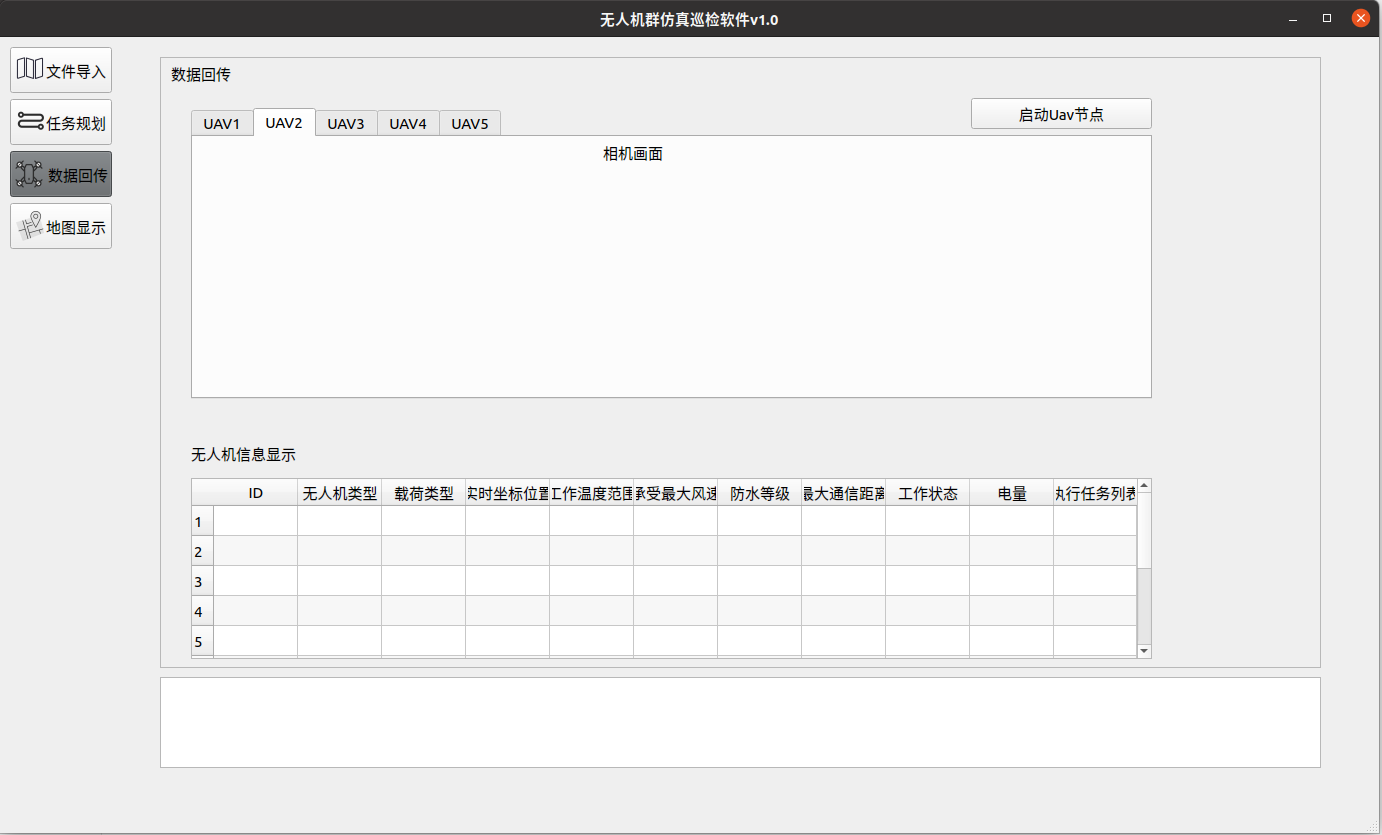 无人机群仿真巡检软件v1.0
文件导入
任务规划
数据回传
地图显示
数据回传
UAV1 UAV2 UAV3 UAV4 UAV5
启动Uav节点
相机画面
无人机信息显示
ID 无人机类型 载荷类型 实时坐标位置 工作温度范围 承受最大风速 防水等级 最大通信距离 工作状态 电量 执行任务列表
1
2
3
4
5